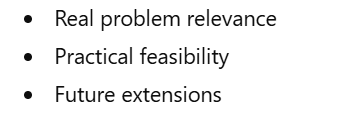 • Real problem relevance
• Practical feasibility
• Future extensions